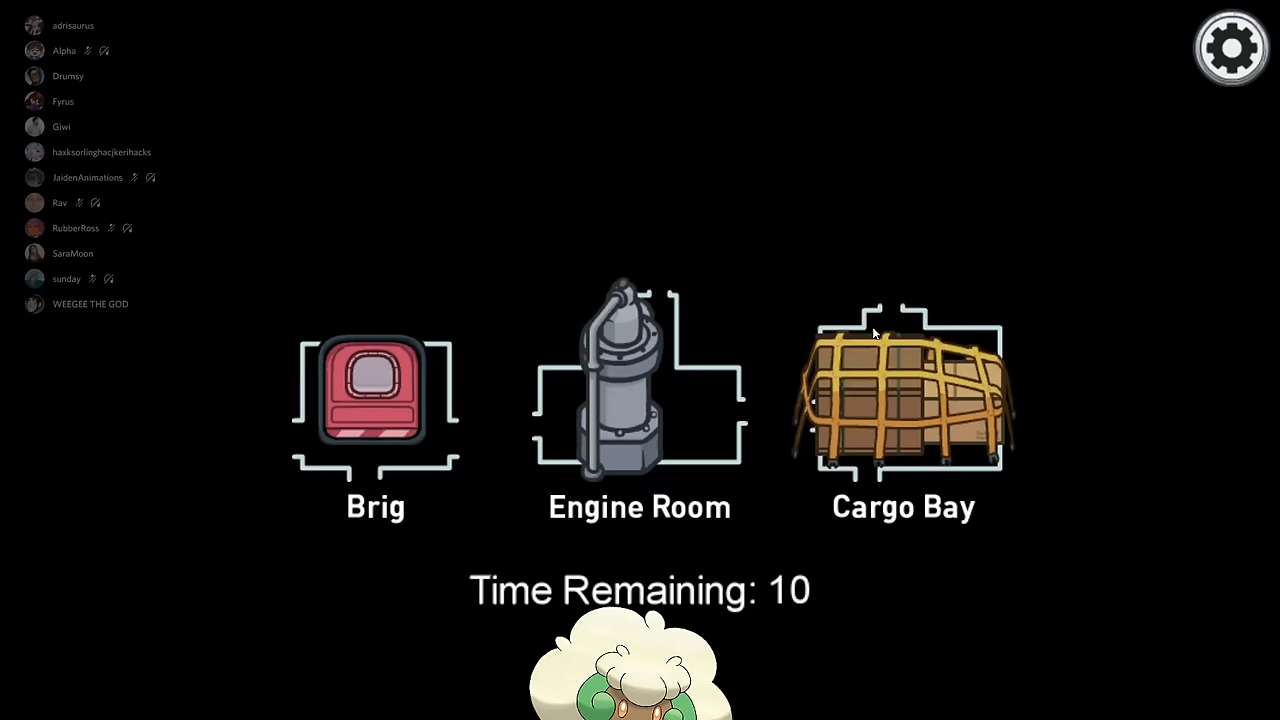 adrisaurus
Alpha
Drumsy
Fyrus
Giwi
haxksorlinghacjkerihacks
JaidenAnimations
Rav
RubberRoss
SaraMoon
sunday
WEEGEE THE GOD
Brig
Engine Room
Cargo Bay
Time Remaining: 10